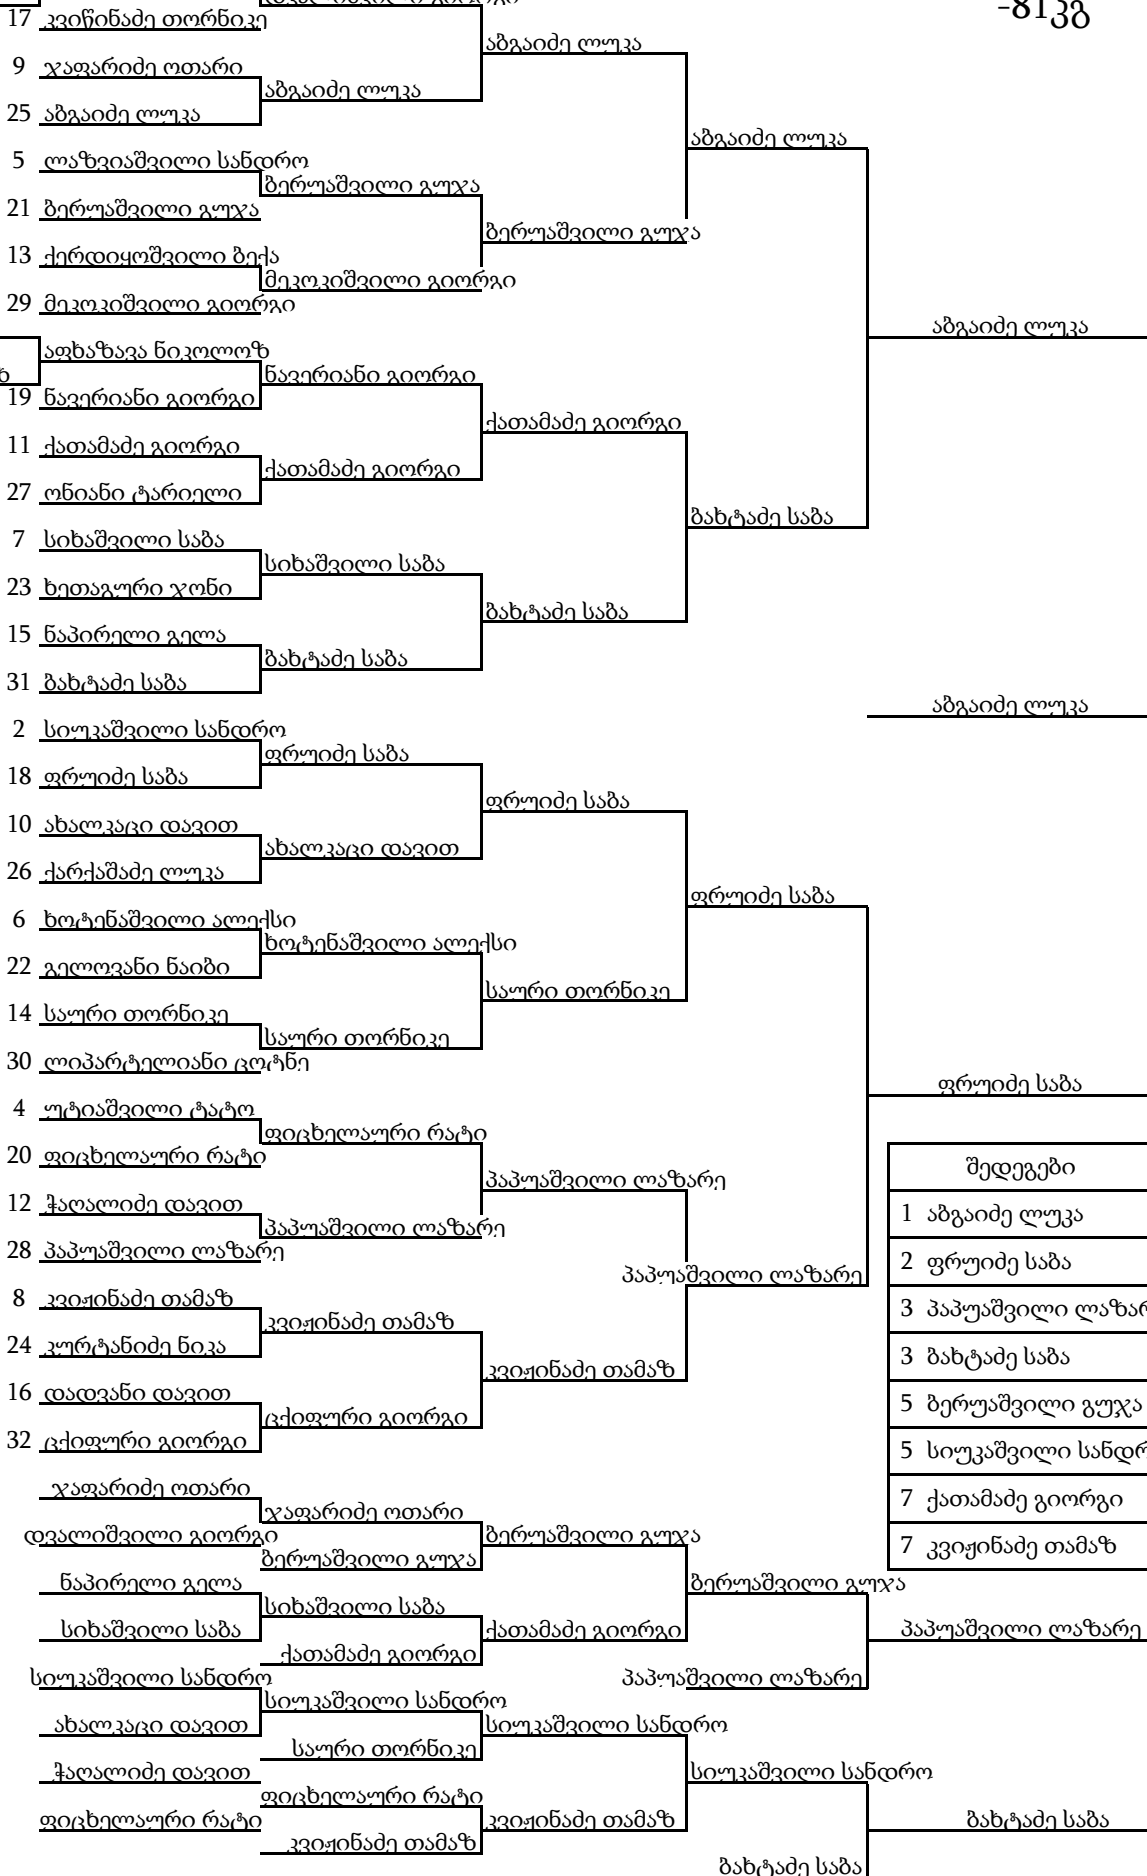 -81კგ
17 კვიწინაძე თორნიკე
აბგაიძე ლუკა
9 ჯაფარიძე ოთარი
აბგაიძე ლუკა
25 აბგაიძე ლუკა
აბგაიძე ლუკა
5 ლაზვიაშვილი სანდრო
ბერუაშვილი გუჯა
21 ბერუაშვილი გუჯა
ბერუაშვილი გუჯა
13 ქერდიყოშვილი ბექა
მეკოკიშვილი გიორგი
29 მეკოკიშვილი გიორგი
აბგაიძე ლუკა
აფხაზავა ნიკოლოზ
ნავერიანი გიორგი
19 ნავერიანი გიორგი
ქათამაძე გიორგი
11 ქათამაძე გიორგი
ქათამაძე გიორგი
27 ონიანი ტარიელი
ბახტაძე საბა
7 სიხაშვილი საბა
სიხაშვილი საბა
23 ხეთაგური ჯონი
ბახტაძე საბა
15 ნაპირელი გელა
ბახტაძე საბა
31 ბახტაძე საბა
აბგაიძე ლუკა
2 სიუკაშვილი სანდრო
ფრუიძე საბა
18 ფრუიძე საბა
ფრუიძე საბა
10 ახალკაცი დავით
ახალკაცი დავით
26 ქარქაშაძე ლუკა
ფრუიძე საბა
6 ხოტენაშვილი ალექსი
ხოტენაშვილი ალექსი
22 გელოვანი ნაიბი
საური თორნიკე
14 საური თორნიკე
საური თორნიკე
30 ლიპარტელიანი ცოტნე
ფრუიძე საბა
4 უტიაშვილი ტატო
ფიცხელაური რატი
20 ფიცხელაური რატი
პაპუაშვილი ლაზარე
12 ჭაღალიძე დავით
პაპუაშვილი ლაზარე
28 პაპუაშვილი ლაზარე
პაპუაშვილი ლაზარე
8 კვიჟინაძე თამაზ
კვიჟინაძე თამაზ
24 კურტანიძე ნიკა
კვიჟინაძე თამაზ
16 დადვანი დავით
ცქიფური გიორგი
32 ცქიფური გიორგი
შედეგები
1 აბგაიძე ლუკა
2 ფრუიძე საბა
3 პაპუაშვილი ლაზარ
3 ბახტაძე საბა
5 ბერუაშვილი გუჯა
5 სიუკაშვილი სანდრ
7 ქათამაძე გიორგი
7 კვიჟინაძე თამაზ
ჯაფარიძე ოთარი
ჯაფარიძე ოთარი
დვალიშვილი გიორგი
ბერუაშვილი გუჯა
ბერუაშვილი გუჯა
ნაპირელი გელა
ბერუაშვილი გუჯა
სიხაშვილი საბა
სიხაშვილი საბა
ქათამაძე გიორგი
პაპუაშვილი ლაზარე
ქათამაძე გიორგი
სიუკაშვილი სანდრო
პაპუაშვილი ლაზარე
სიუკაშვილი სანდრო
ახალკაცი დავით
სიუკაშვილი სანდრო
საური თორნიკე
ჭაღალიძე დავით
სიუკაშვილი სანდრო
ფიცხელაური რატი
ფიცხელაური რატი
კვიჟინაძე თამაზ
ბახტაძე საბა
კვიჟინაძე თამაზ
ბახტაძე საბა